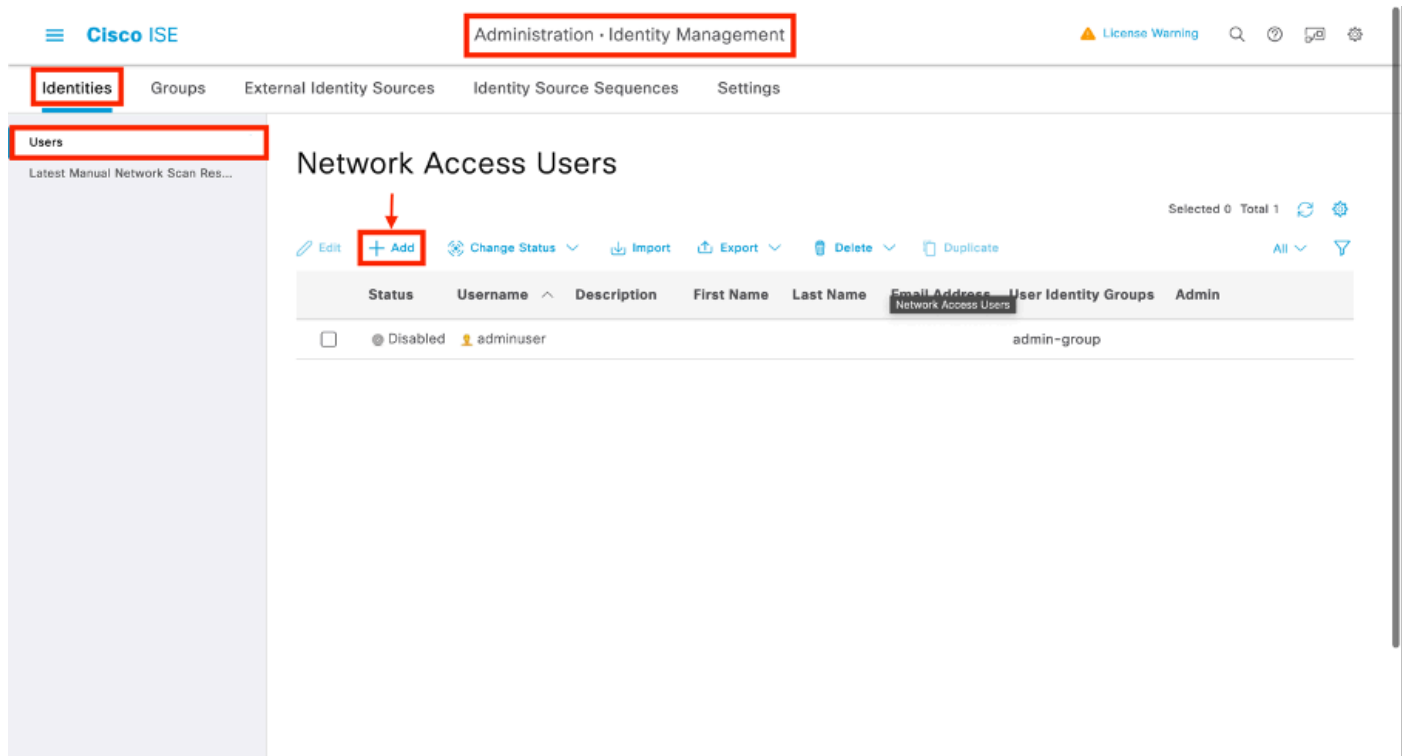 Cisco ISE
Administration · Identity Management
License Warning
Identities Groups External Identity Sources Identity Source Sequences Settings
Users
Latest Manual Network Scan Res...
Network Access Users
Selected 0 Total 1
Edit + Add Change Status Import Export Delete Duplicate All
Status Username Description First Name Last Name Email Address User Identity Groups Admin
Network Access Users
Disabled adminuser admin-group